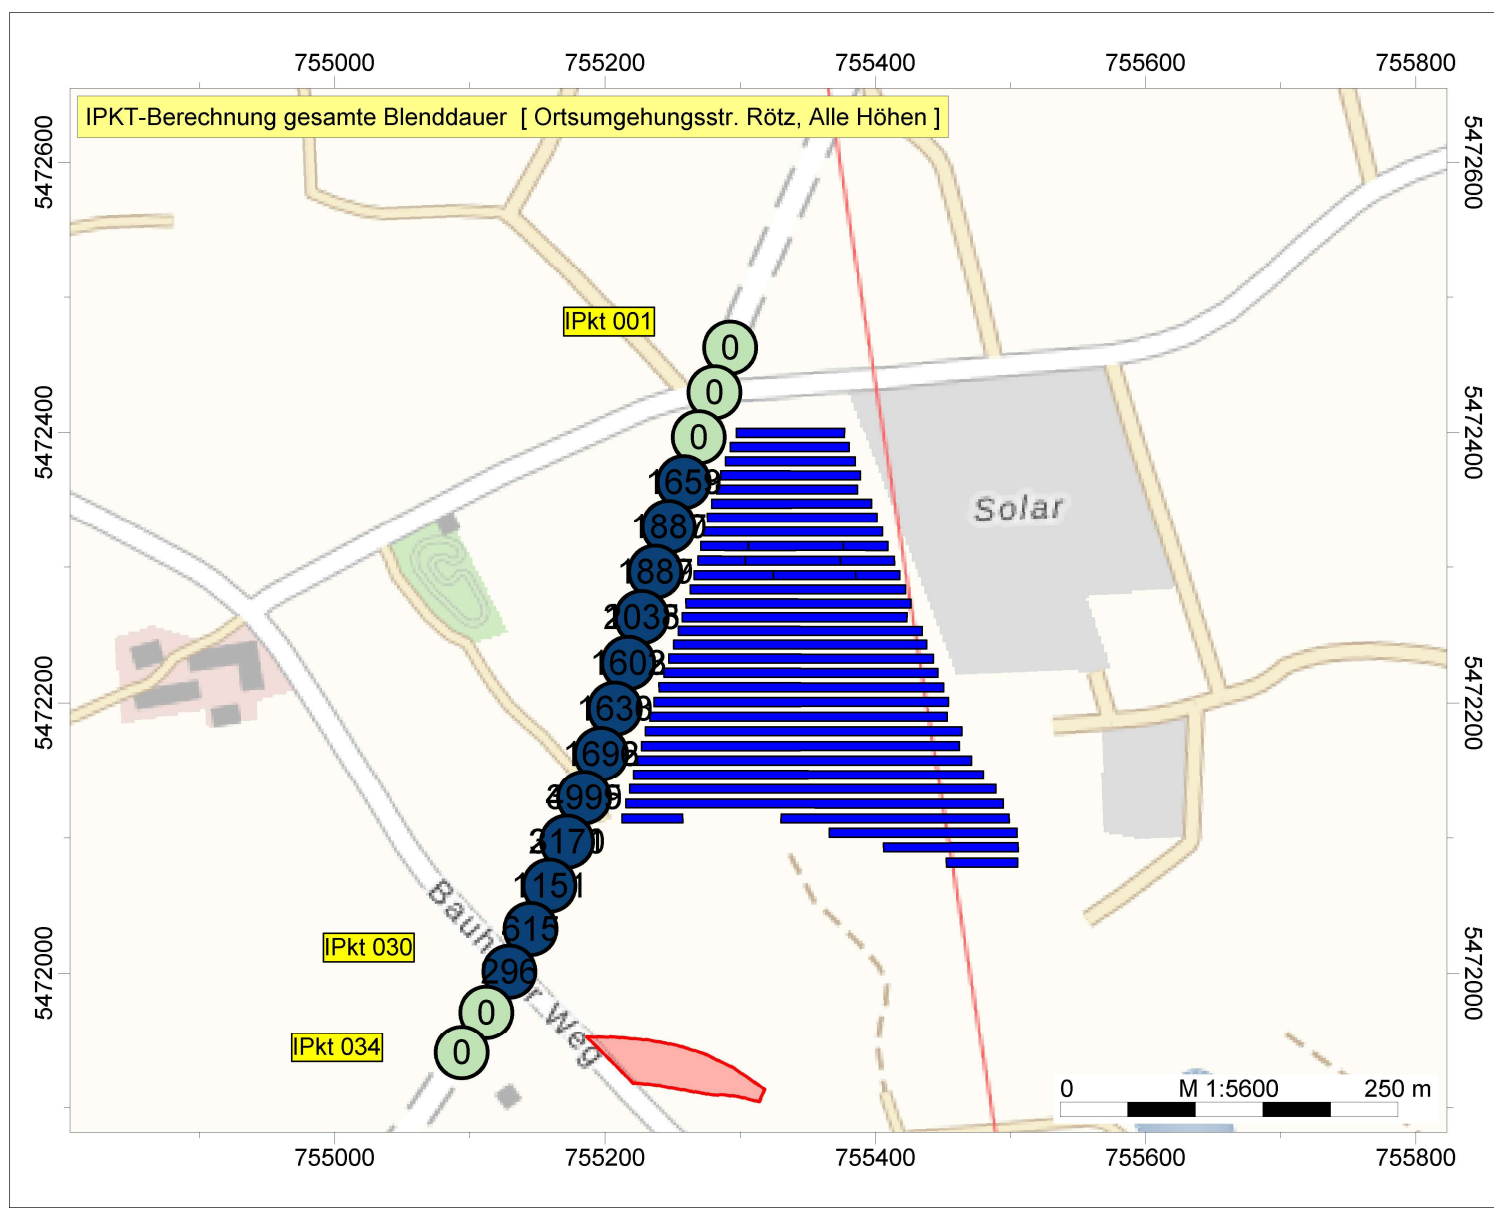 755000 755200 755400 755600 755800
IPKT-Berechnung gesamte Blenddauer [ Ortsumgehungsstr. Rötz, Alle Höhen ]
5472600 5472600
IPkt 001
0
0
5472400 5472400
0
Solar
5472200 5472200
1151
615
Bauh
IPkt 030
296
5472000 5472000
r Weg
0
IPkt 034
0
0 M 1:5600 250 m
755000 755200 755400 755600 755800